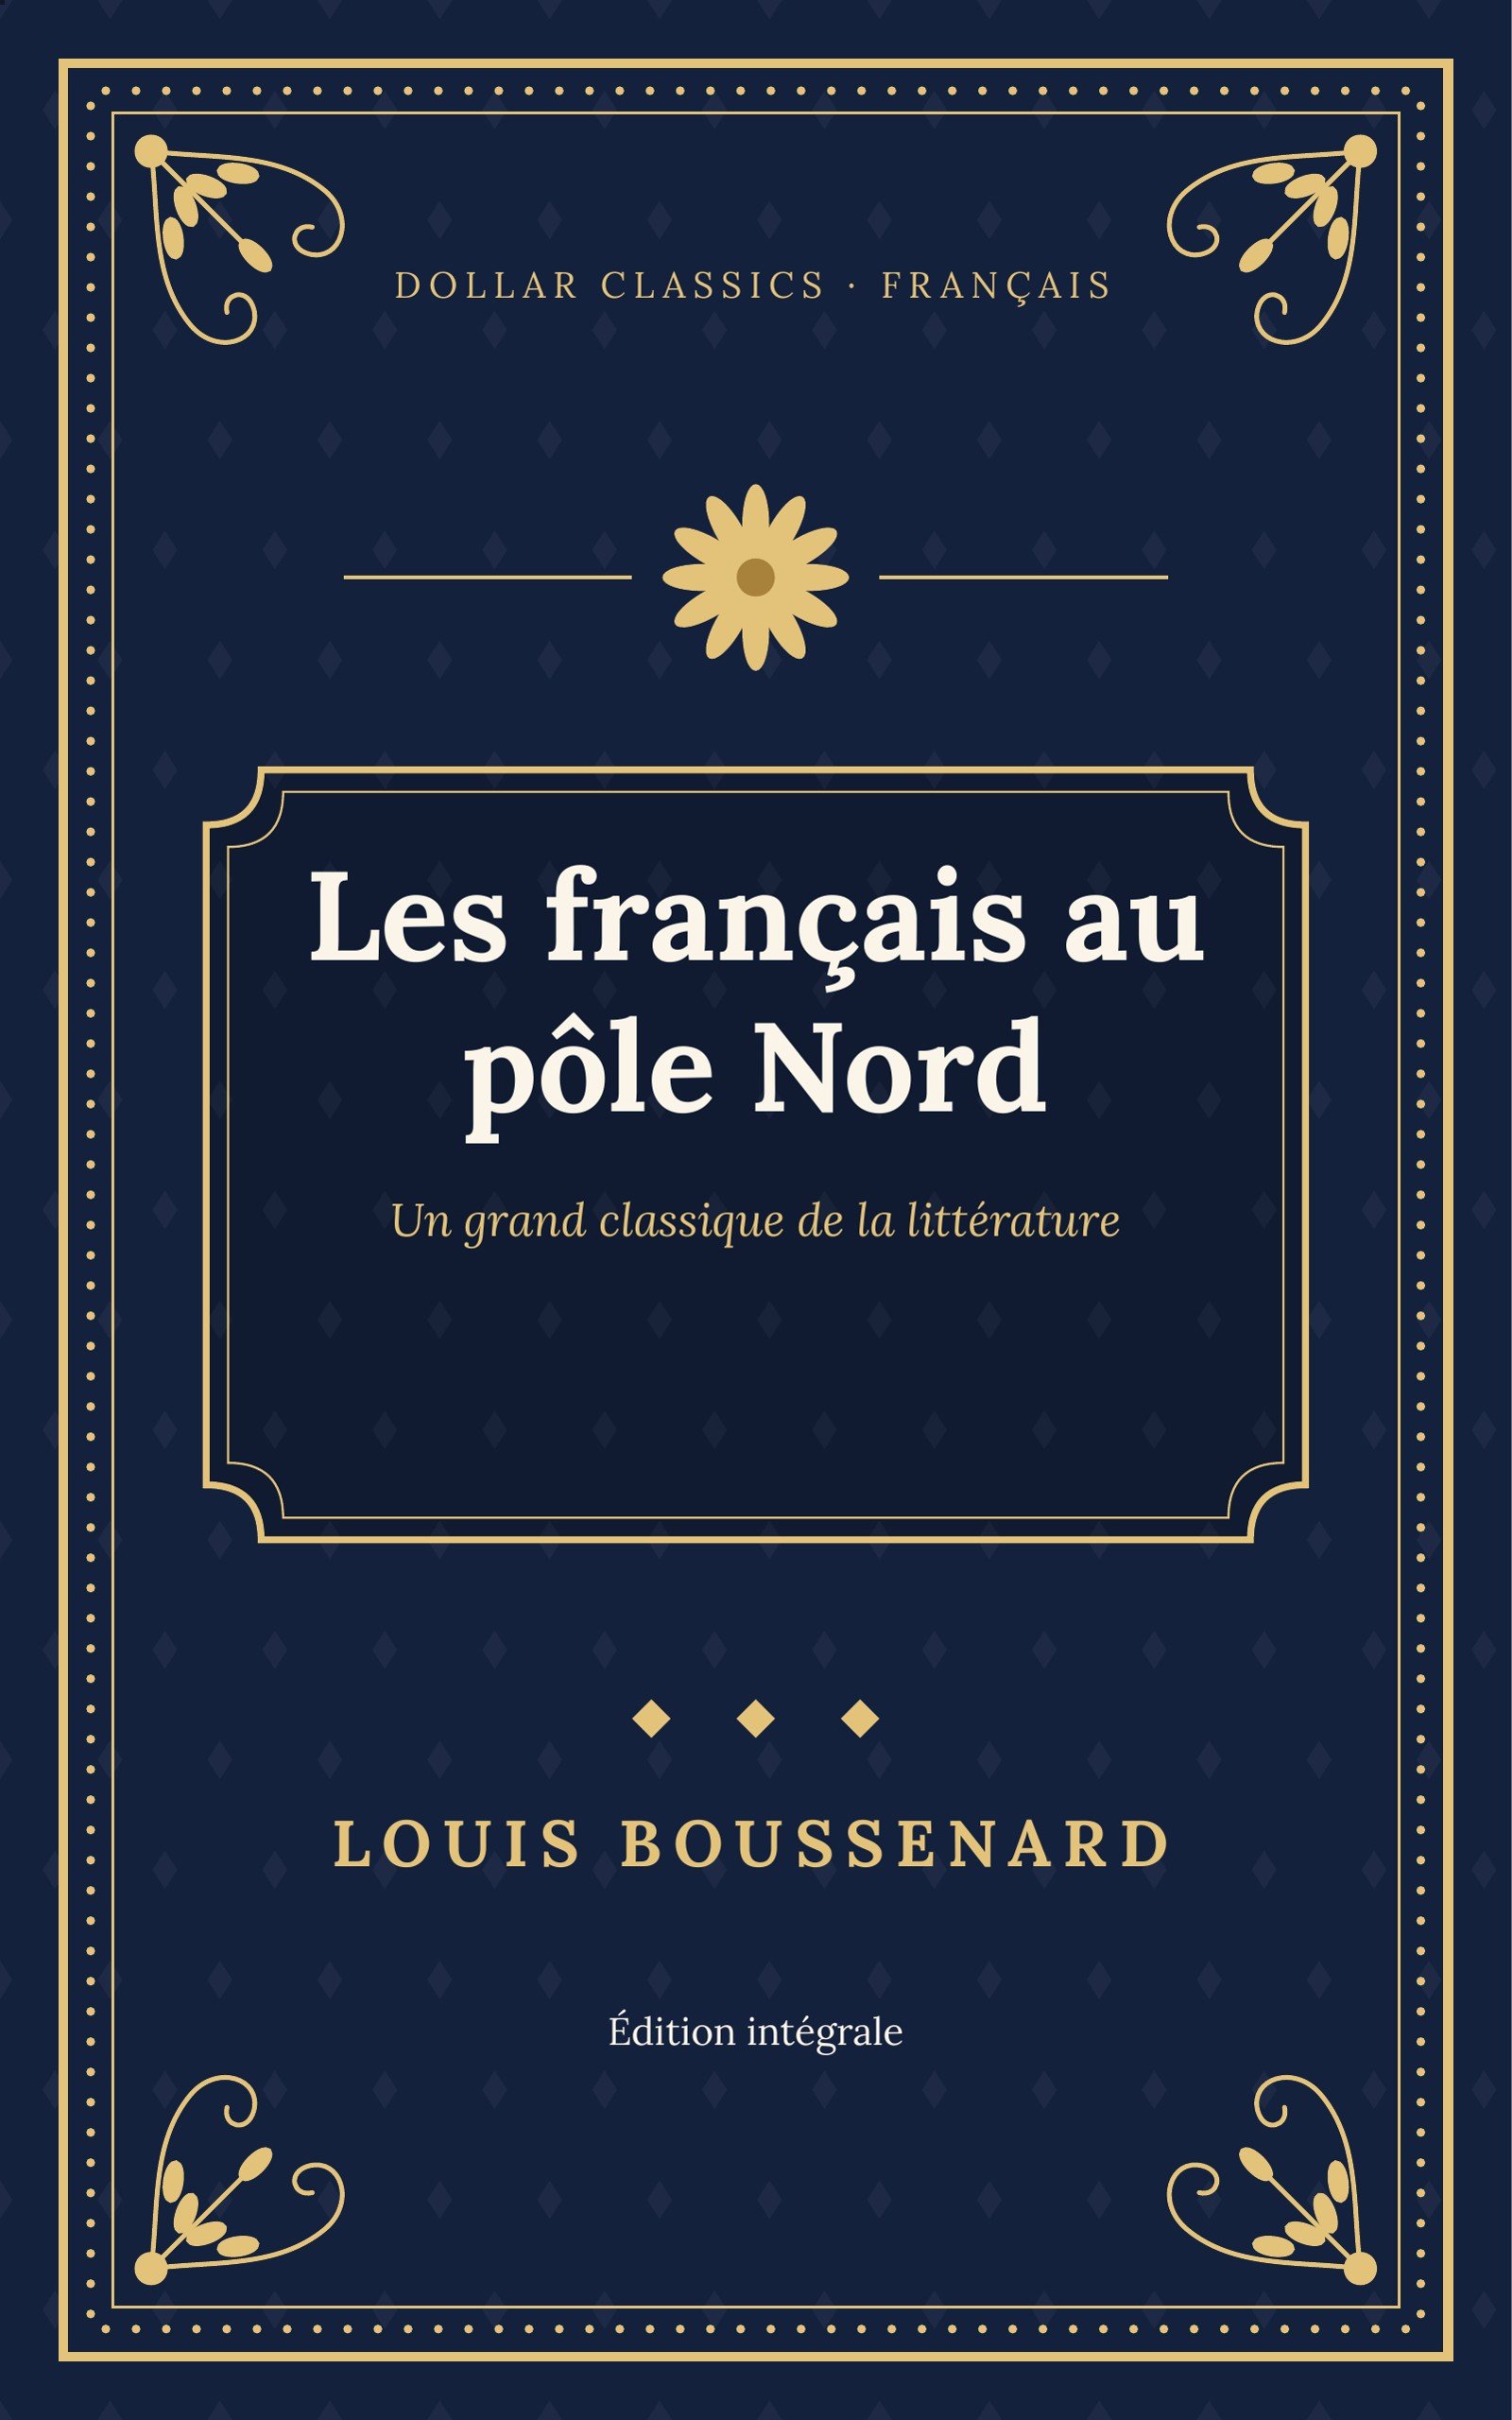 DOLLAR CLASSICS · FRANÇAIS
Les français au
pôle Nord
Un grand classique de la littérature
LOUIS BOUSSENARD
Édition intégrale